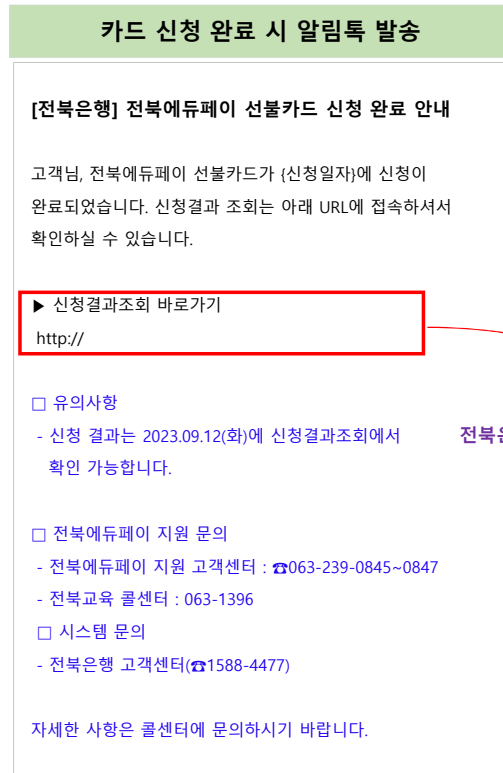 카드 신청 완료 시 알림톡 발송
[전북은행] 전북에듀페이 선불카드 신청 완료 안내
고객님, 전북에듀페이 선불카드가 {신청일자}에 신청이
완료되었습니다. 신청결과 조회는 아래 URL에 접속하셔서
확인하실 수 있습니다.
▶ 신청결과조회 바로가기
http://
□ 유의사항
- 신청 결과는 2023.09.12(화)에 신청결과조회에서
확인 가능합니다.
□ 전북에듀페이 지원 문의
- 전북에듀페이 지원 고객센터 : ☎063-239-0845~0847
- 전북교육 콜센터 : 063-1396
□ 시스템 문의
- 전북은행 고객센터(☎1588-4477)
자세한 사항은 콜센터에 문의하시기 바랍니다.